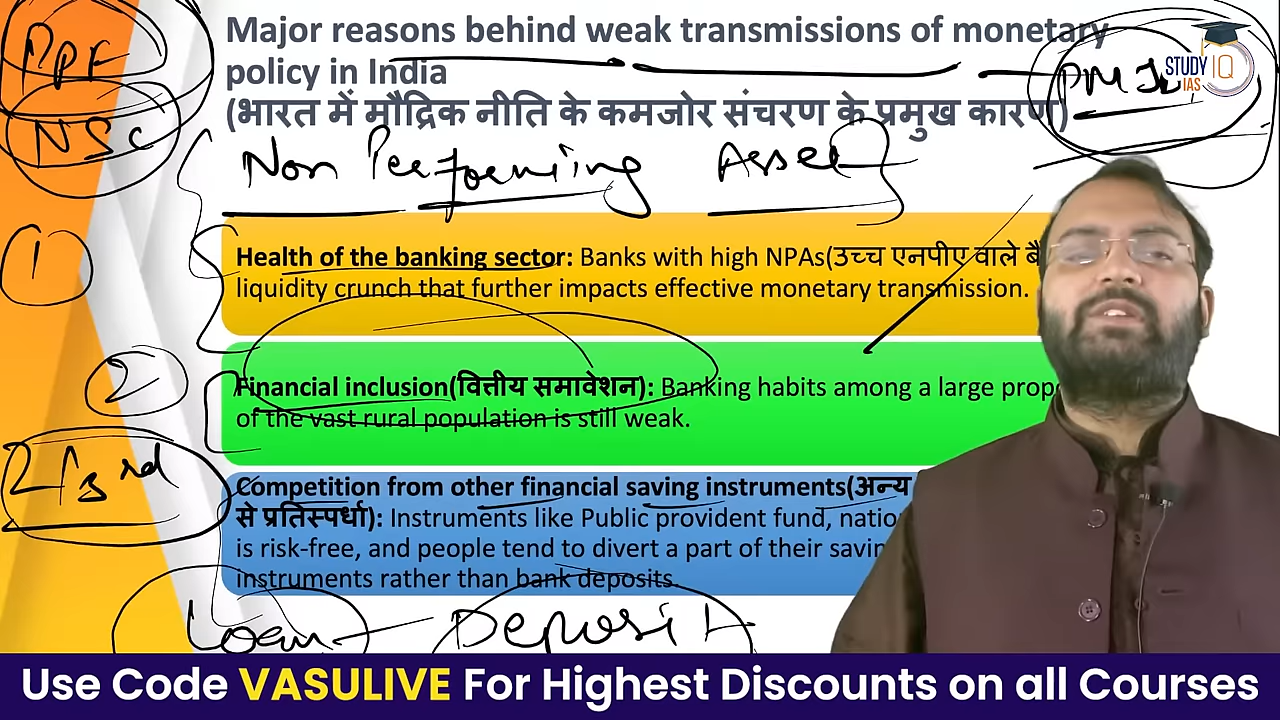 Major reasons behind weak transmissions of monetary
policy in India
(भारत में मौद्रिक नीति के कमजोर संचरण के प्रमुख कारण)
STUDY IQ
IAS
PPF
NSC
PMJ
Non Performing Asset
1
Health of the banking sector: Banks with high NPAs(उच्च एनपीए वाले
liquidity crunch that further impacts effective monetary transmission.
2
Financial inclusion(वित्तीय समावेशन): Banking habits among a large
of the vast rural population is still weak.
2/3rd
Competition from other financial saving instruments(अन्य
से प्रतिस्पर्धा): Instruments like Public provident fund,
is risk-free, and people tend to divert a part of their
instruments rather than bank deposits.
Loan Deposit
Use Code VASULIVE For Highest Discounts on all Courses